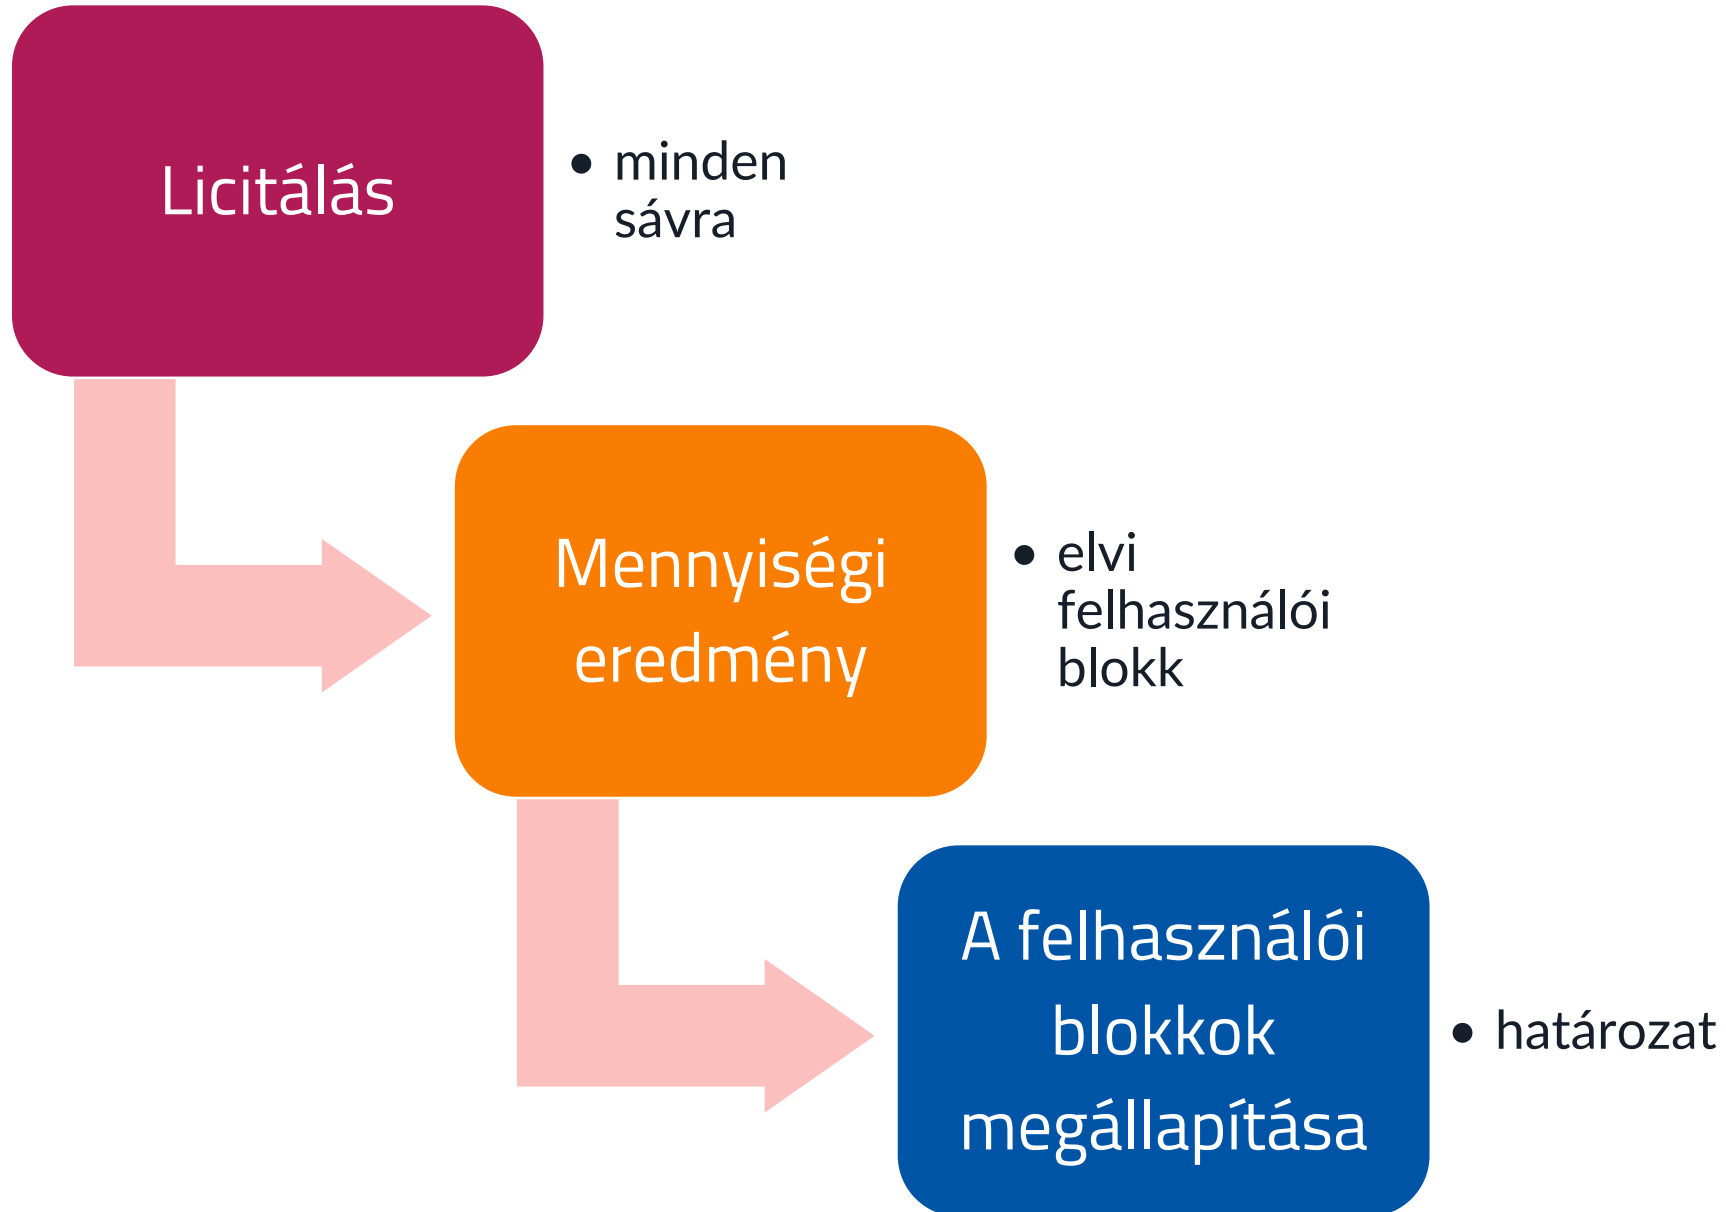 Licitálás
• minden
sávra
Mennyiségi
eredmény
• elvi
felhasználói
blokk
A felhasználói
blokkok
megállapítása
• határozat